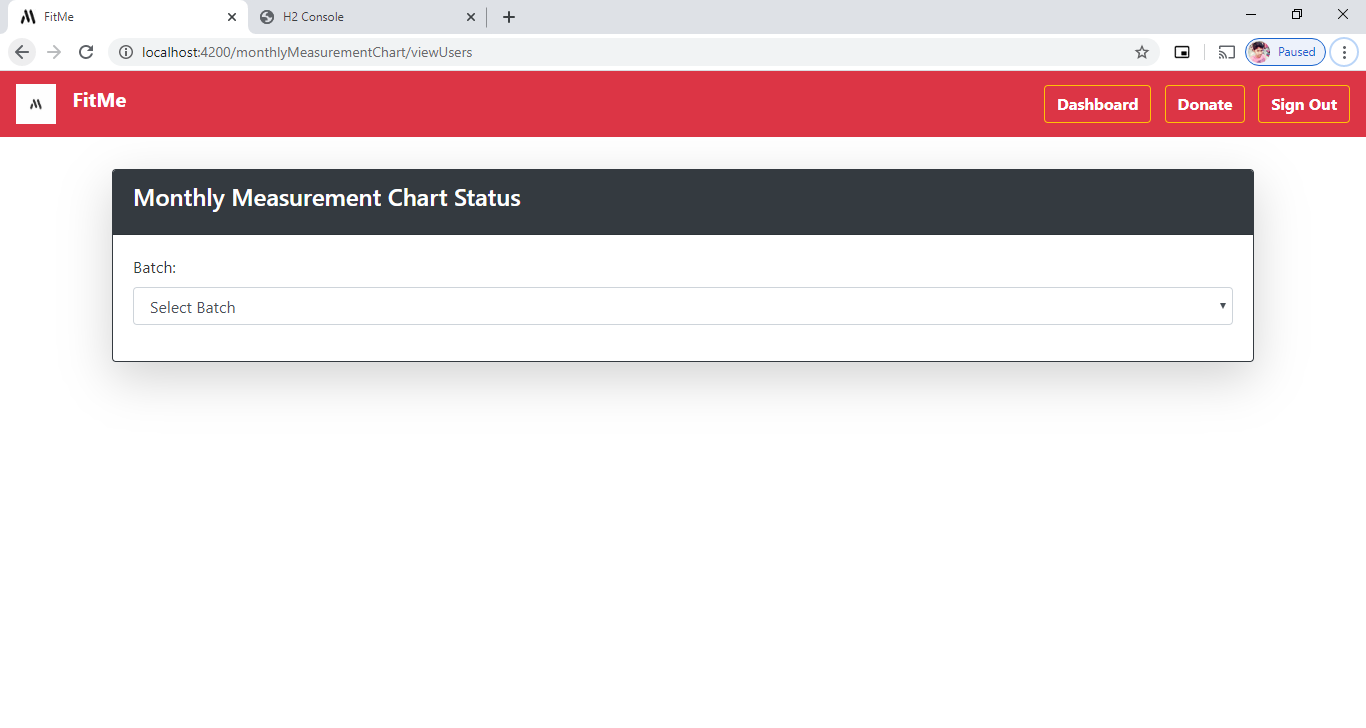 FitMe
H2 Console
localhost:4200/monthlyMeasurementChart/viewUsers
Paused
FitMe
Dashboard
Donate
Sign Out
Monthly Measurement Chart Status
Batch:
Select Batch